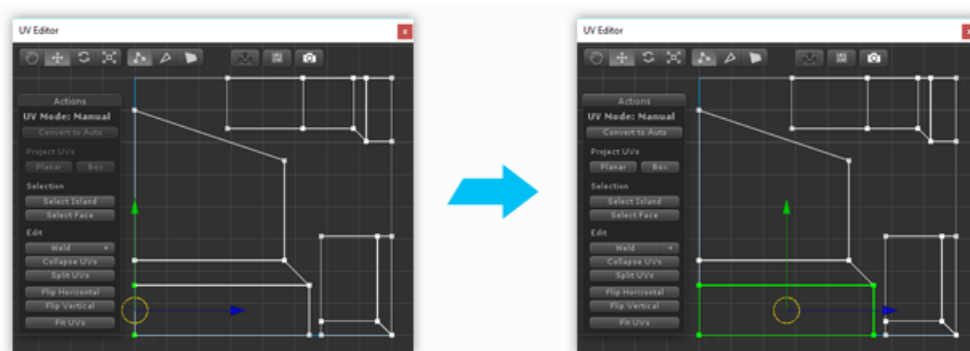 UV Editor
x
Actions
UV Mode: Manual
Convert to Auto
Project UVs
Planar Box
Selection
Select Island
Select Face
Edit
Weld +
Collapse UVs
Split UVs
Flip Horizontal
Flip Vertical
Fit UVs
UV Editor
x
Actions
UV Mode: Manual
Convert to Auto
Project UVs
Planar Box
Selection
Select Island
Select Face
Edit
Weld +
Collapse UVs
Split UVs
Flip Horizontal
Flip Vertical
Fit UVs